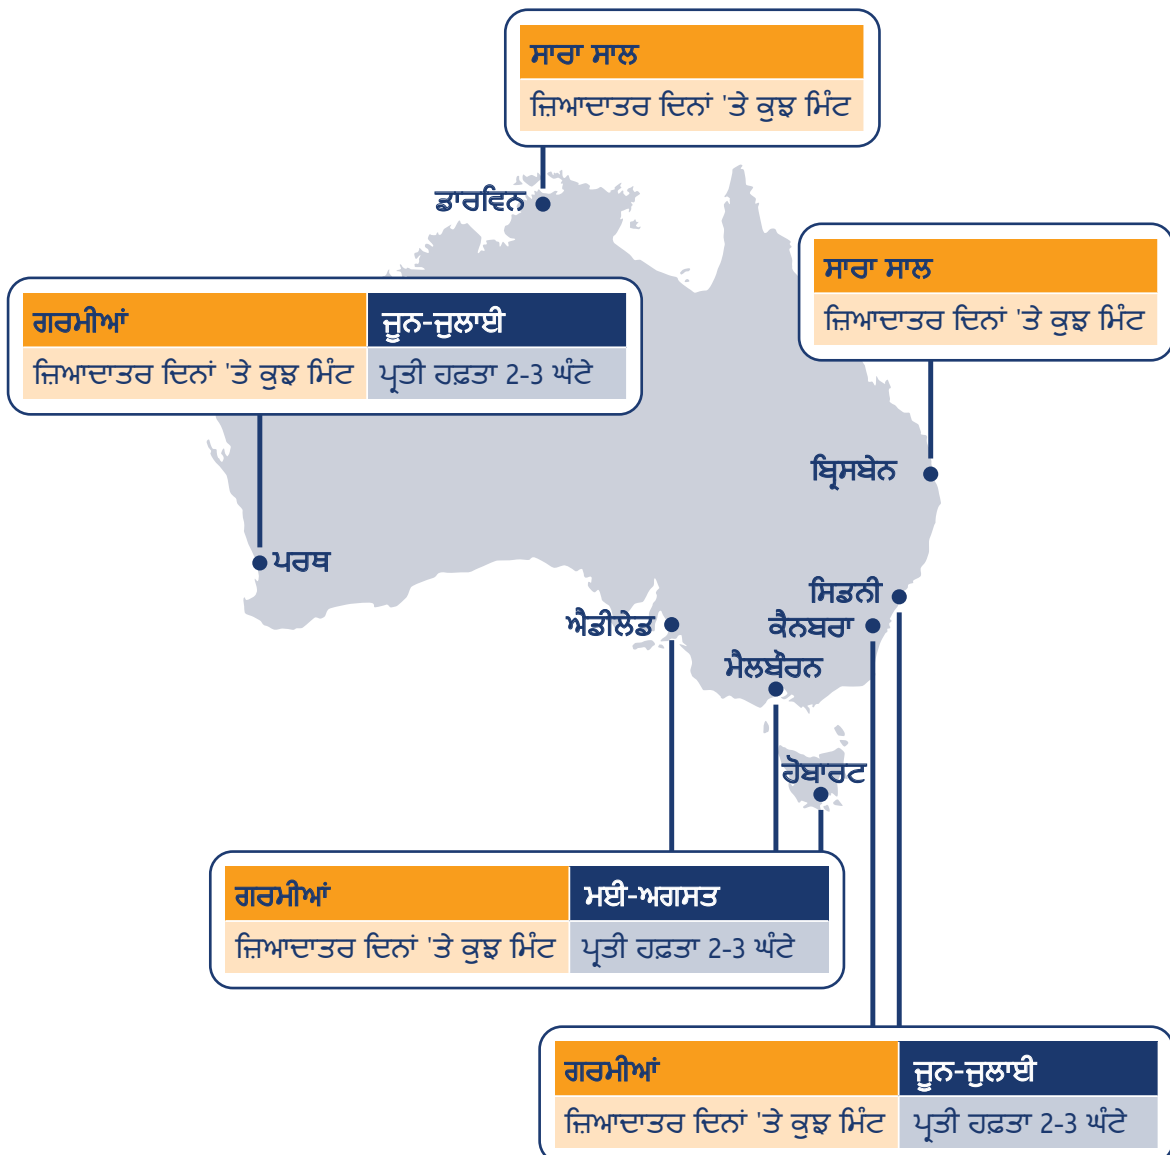 ਸਾਰਾ ਸਾਲ
ਜ਼ਿਆਦਾਤਰ ਦਿਨਾਂ 'ਤੇ ਕੁਝ ਮਿੰਟ
ਡਾਰਵਿਨ
ਸਾਰਾ ਸਾਲ
ਜ਼ਿਆਦਾਤਰ ਦਿਨਾਂ 'ਤੇ ਕੁਝ ਮਿੰਟ
ਗਰਮੀਆਂ ਜੂਨ-ਜੁਲਾਈ
ਜ਼ਿਆਦਾਤਰ ਦਿਨਾਂ 'ਤੇ ਕੁਝ ਮਿੰਟ ਪ੍ਰਤੀ ਹਫ਼ਤਾ 2-3 ਘੰਟੇ
ਬ੍ਰਿਸਬੇਨ
ਪਰਥ
ਸਿਡਨੀ
ਐਡੀਲੇਡ
ਕੈਨਬਰਾ
ਮੈਲਬੌਰਨ
ਹੋਬਾਰਟ
ਗਰਮੀਆਂ ਮਈ-ਅਗਸਤ
ਜ਼ਿਆਦਾਤਰ ਦਿਨਾਂ 'ਤੇ ਕੁਝ ਮਿੰਟ ਪ੍ਰਤੀ ਹਫ਼ਤਾ 2-3 ਘੰਟੇ
ਗਰਮੀਆਂ ਜੂਨ-ਜੁਲਾਈ
ਜ਼ਿਆਦਾਤਰ ਦਿਨਾਂ 'ਤੇ ਕੁਝ ਮਿੰਟ ਪ੍ਰਤੀ ਹਫ਼ਤਾ 2-3 ਘੰਟੇ